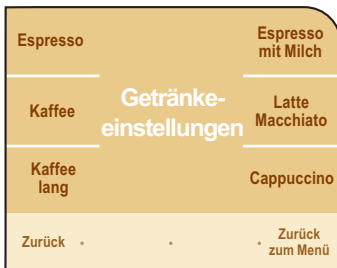 Espresso
Espresso
mit Milch
Getränke-
einstellungen
Kaffee
Latte
Macchiato
Kaffee
lang
Cappuccino
Zurück
Zurück
zum Menü